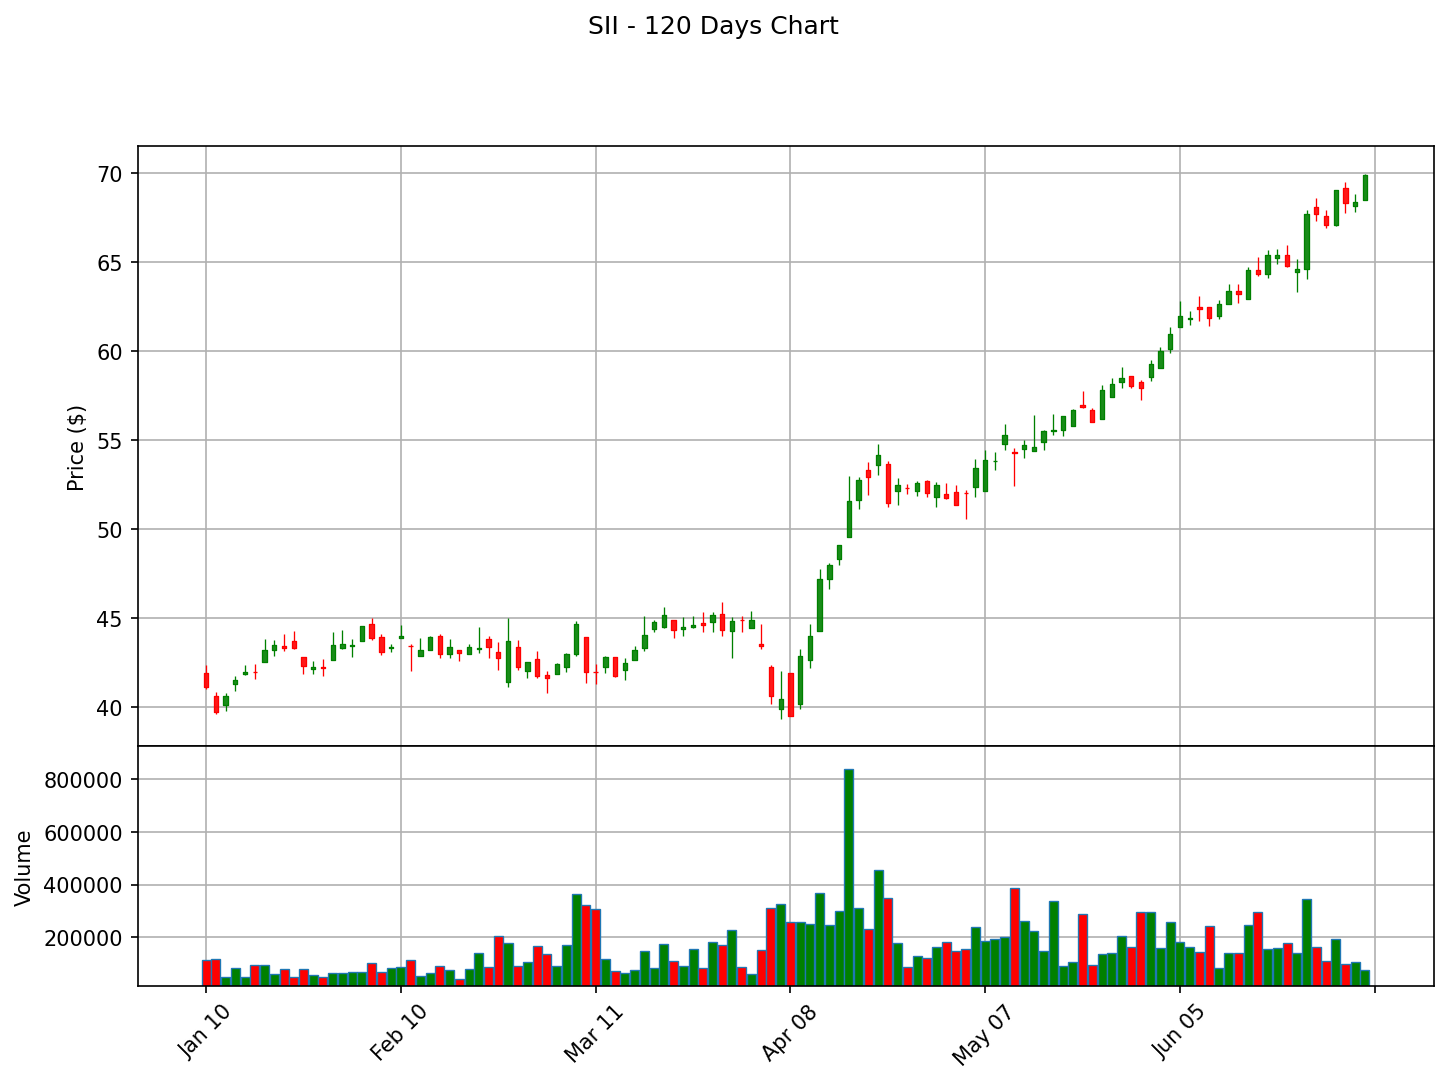 SII - 120 Days Chart
70
65
60
55
50
45
40
Price ($)
800000
600000
400000
200000
Volume
Jan 10
Feb 10
Mar 11
Apr 08
May 07
Jun 05